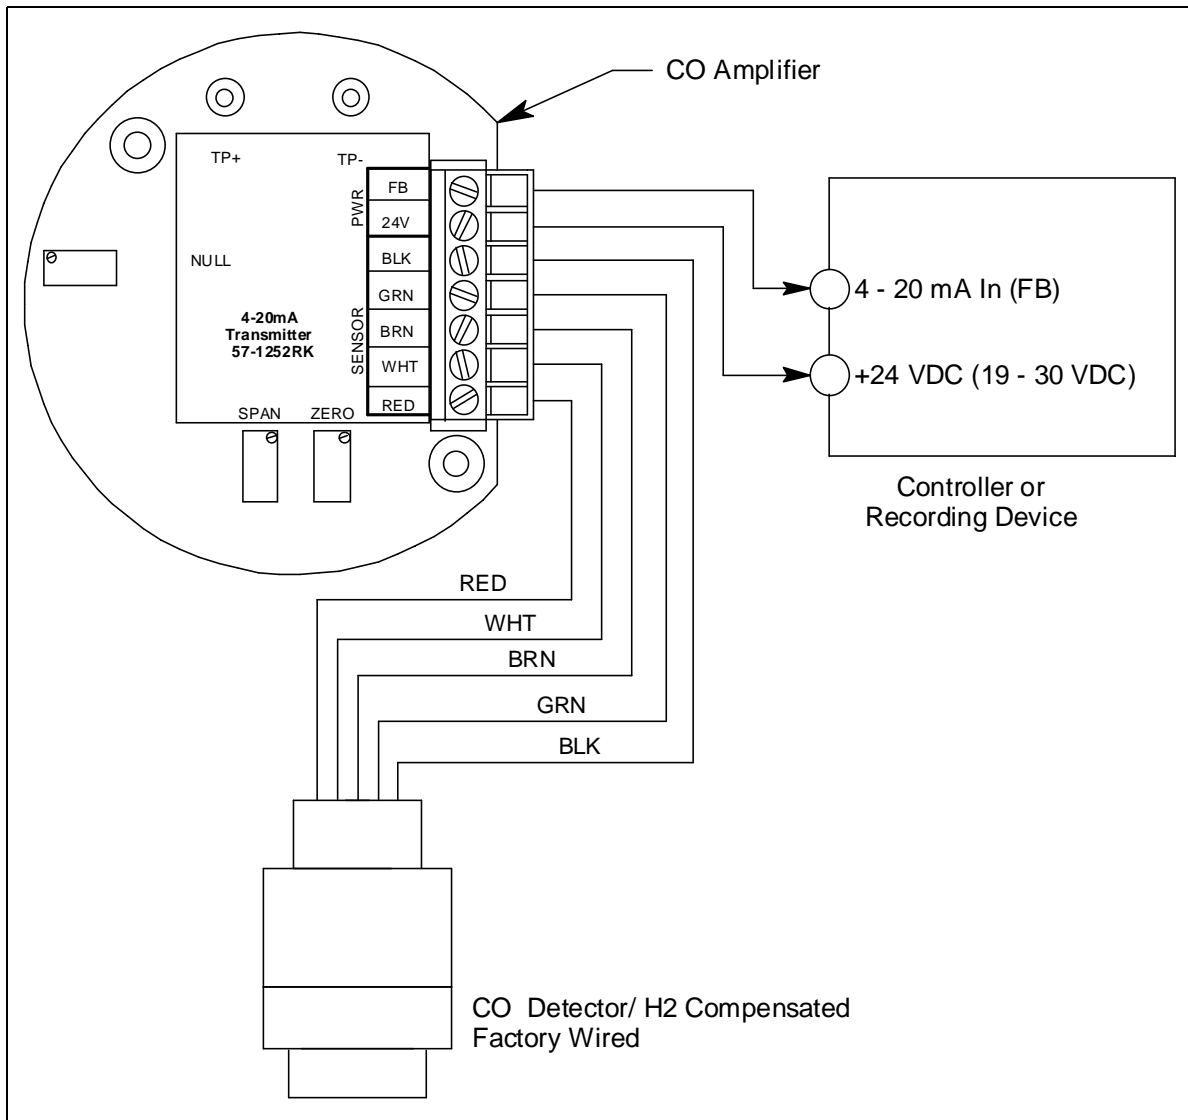 CO Amplifier
TP+
TP-
PWR
FB
24V
SENSOR
BLK
GRN
BRN
WHT
RED
NULL
4-20mA
Transmitter
57-1252RK
SPAN
ZERO
4 - 20 mA In (FB)
+24 VDC (19 - 30 VDC)
Controller or
Recording Device
RED
WHT
BRN
GRN
BLK
CO Detector/ H2 Compensated
Factory Wired